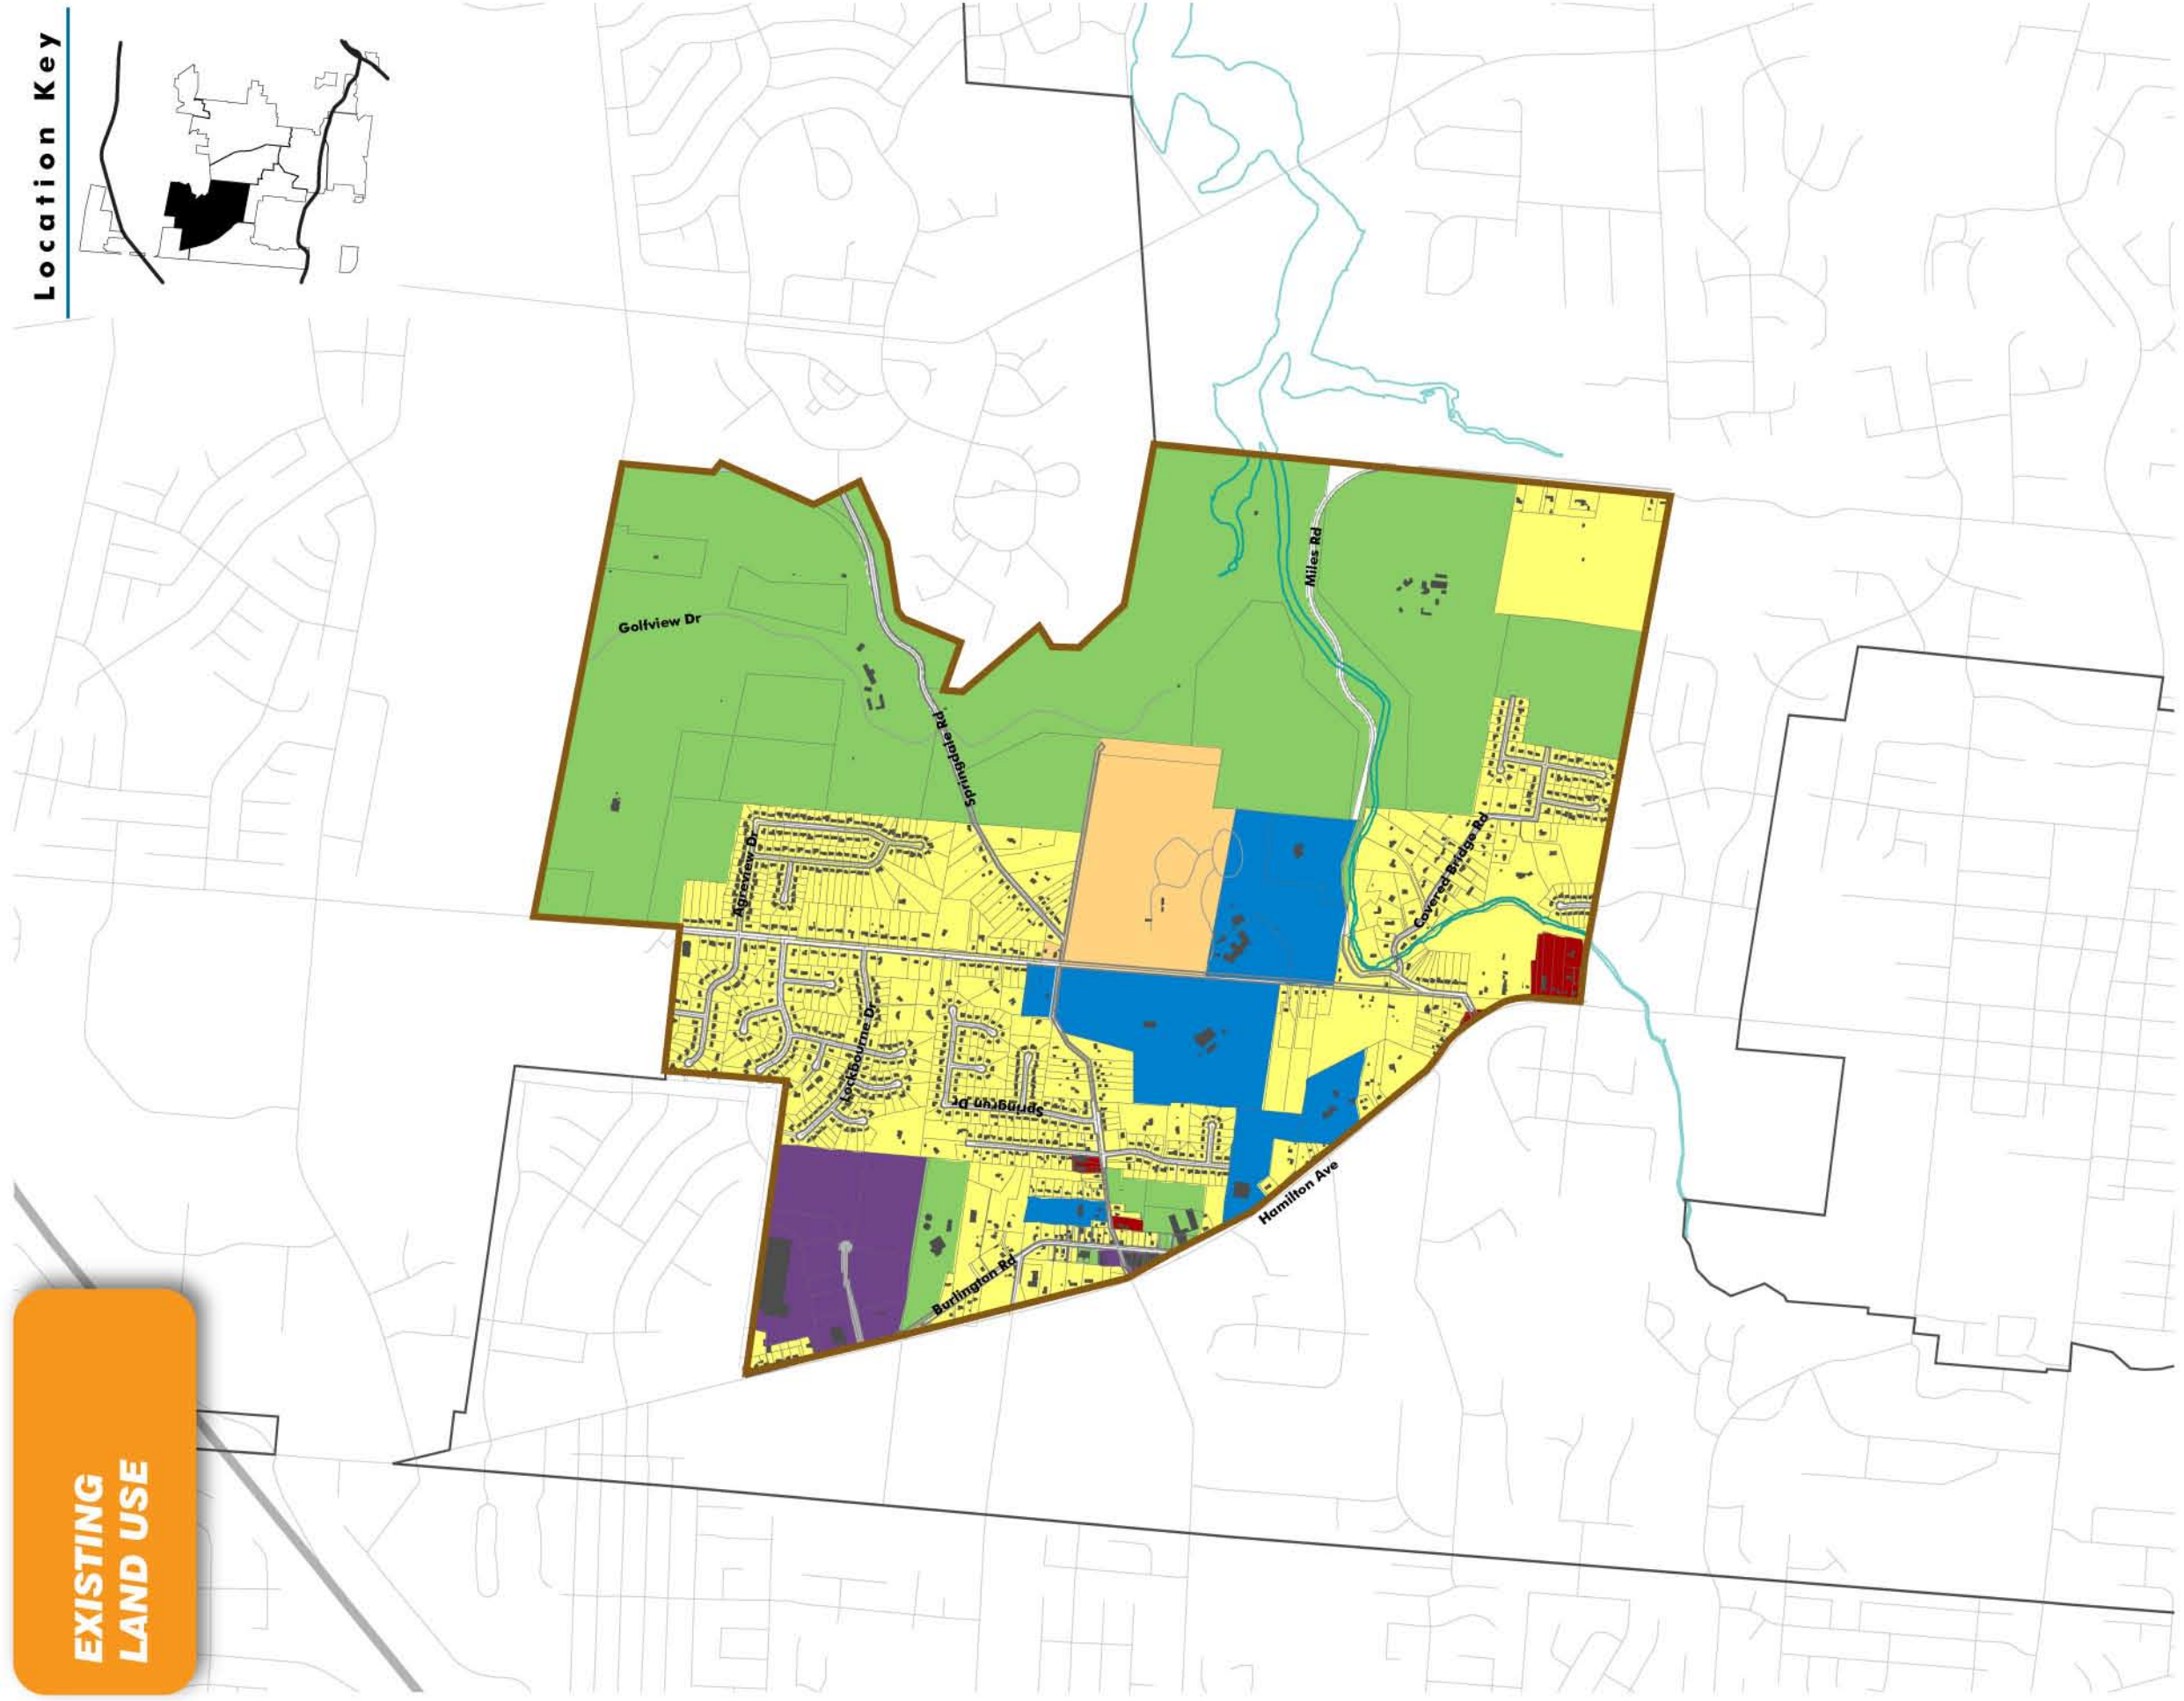 Location Key
EXISTING
LAND USE
Golfview Dr
Springdale Rd
Miles Rd
Agreview Dr
Covered Bridge Rd
Lockbourne Dr
Springrun Dr
Hamilton Ave
Burlington Rd